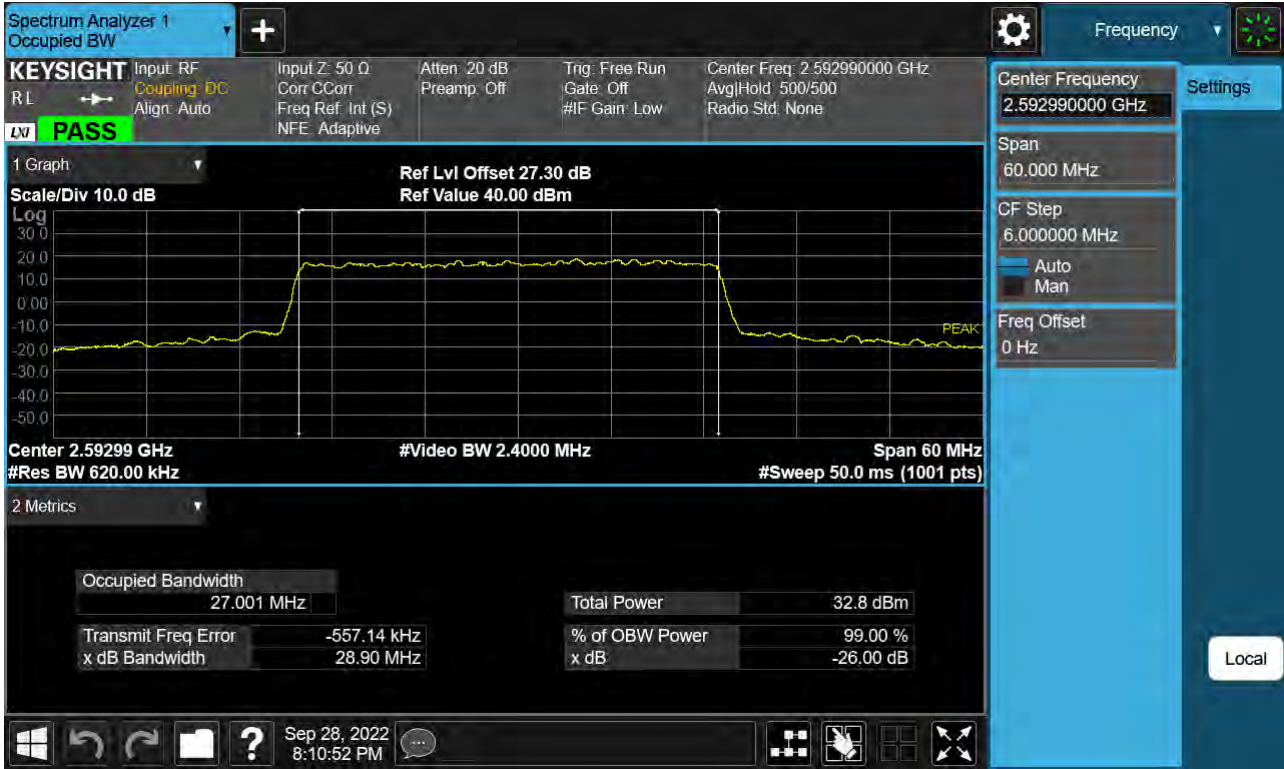 Spectrum Analyzer 1
Occupied BW
Frequency
KEYSIGHT
RL
LXI
PASS
Input: RF
Coupling: DC
Align: Auto
Input Z: 50 Ω
Corr CCorr
Freq Ref: Int (S)
NFE: Adaptive
Atten: 20 dB
Preamp: Off
Trig: Free Run
Gate: Off
#IF Gain: Low
Center Freq: 2.592990000 GHz
Avg|Hold: 500/500
Radio Std: None
Center Frequency
2.592990000 GHz
Settings
Span
60.000 MHz
CF Step
6.000000 MHz
Auto
Man
Freq Offset
0 Hz
Local
1 Graph
Scale/Div 10.0 dB
Ref Lvl Offset 27.30 dB
Ref Value 40.00 dBm
Log
30.0
20.0
10.0
0.00
-10.0
-20.0
-30.0
-40.0
-50.0
PEAK
Center 2.59299 GHz
#Video BW 2.4000 MHz
Span 60 MHz
#Res BW 620.00 kHz
#Sweep 50.0 ms (1001 pts)
2 Metrics
Occupied Bandwidth
27.001 MHz
Total Power 32.8 dBm
Transmit Freq Error -557.14 kHz
% of OBW Power 99.00 %
x dB Bandwidth 28.90 MHz
x dB -26.00 dB
Sep 28, 2022
8:10:52 PM